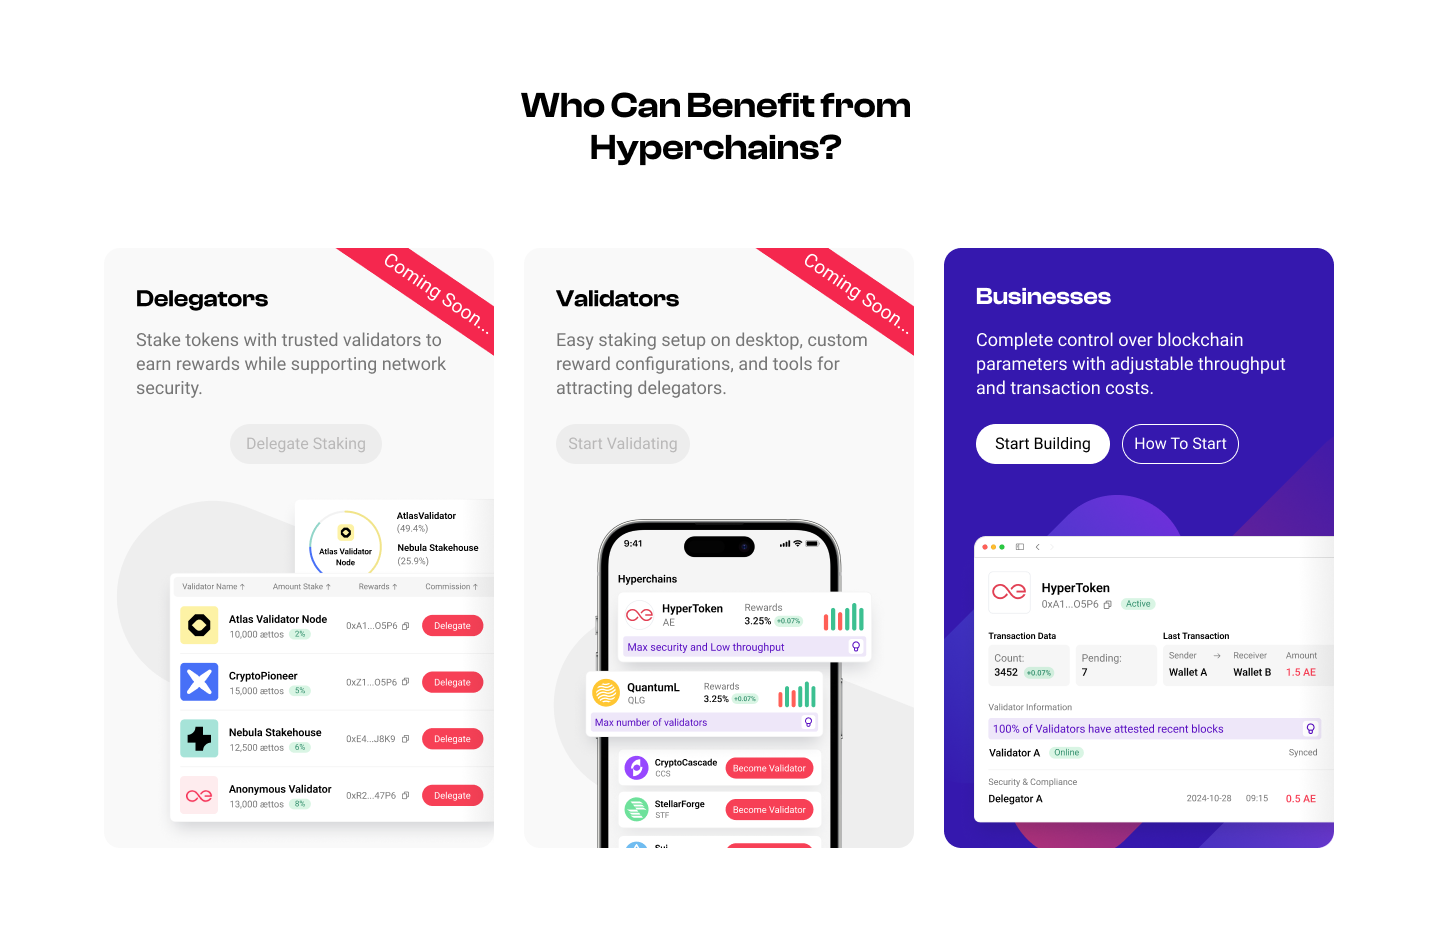 Who Can Benefit from
Hyperchains?
Coming Soon...
Delegators
Stake tokens with trusted validators to
earn rewards while supporting network
security.
Delegate Staking
AtlasValidator
(49.4%)
Atlas Validator
Node
Nebula Stakehouse
(25.9%)
Validator Name ↑ Amount Stake ↑ Rewards ↑ Commission ↑
Atlas Validator Node
10,000 ættos 2%
0xA1...O5P6
Delegate
CryptoPioneer
15,000 ættos 5%
0xZ1...O5P6
Delegate
Nebula Stakehouse
12,500 ættos 6%
0xE4...J8K9
Delegate
Anonymous Validator
13,000 ættos 8%
0xR2...47P6
Delegate
Coming Soon...
Validators
Easy staking setup on desktop, custom
reward configurations, and tools for
attracting delegators.
Start Validating
9:41
Hyperchains
HyperToken
AE
Rewards
3.25% +0.07%
Max security and Low throughput
QuantumL
QLG
Rewards
3.25% +0.07%
Max number of validators
CryptoCascade
CCS
Become Validator
StellarForge
STF
Become Validator
Businesses
Complete control over blockchain
parameters with adjustable throughput
and transaction costs.
Start Building
How To Start
HyperToken
0xA1...O5P6 Active
Transaction Data
Count:
3452 +0.07%
Pending:
7
Last Transaction
Sender → Receiver Amount
Wallet A Wallet B 1.5 AE
Validator Information
100% of Validators have attested recent blocks
Validator A Online Synced
Security & Compliance
Delegator A 2024-10-28 09:15 0.5 AE